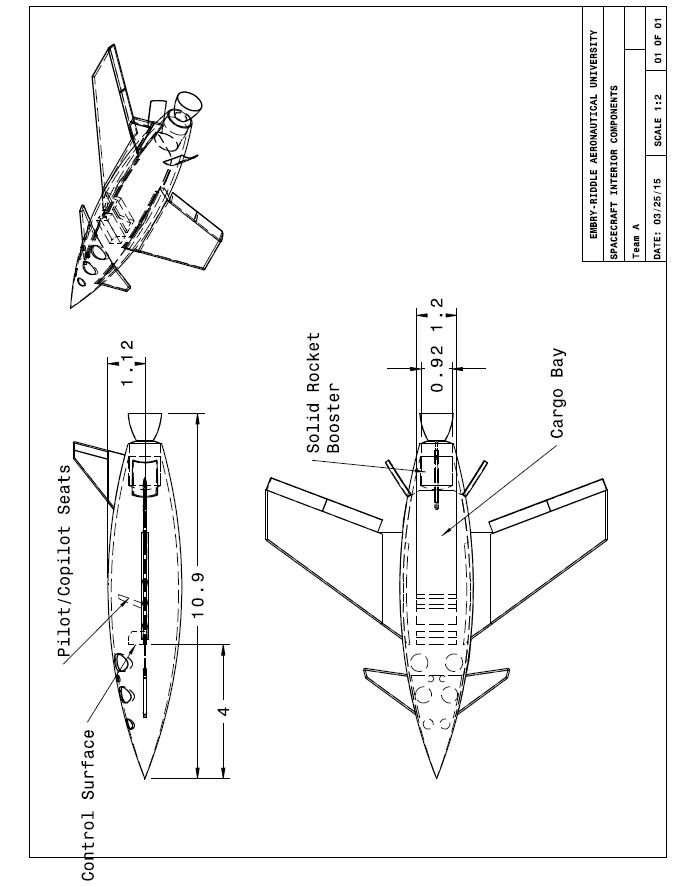 Control Surface
Pilot/Copilot Seats
1.12
10.9
4
Solid Rocket
Booster
0.92
1.2
Cargo Bay
EMBRY-RIDDLE AERONAUTICAL UNIVERSITY
SPACECRAFT INTERIOR COMPONENTS
Team A
DATE: 03/25/15 SCALE 1:2 01 OF 01